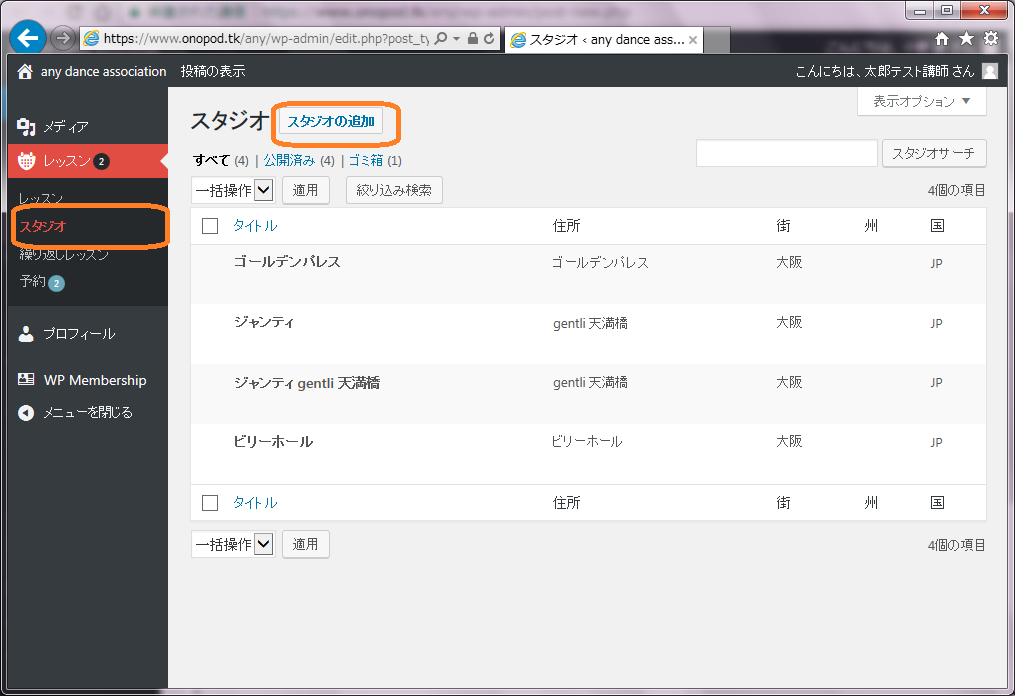 https://www.onopod.tk/any/wp-admin/edit.php?post_ty
スタジオ ‹ any dance ass...
any dance association 投稿の表示
こんにちは、太郎テスト講師 さん
表示オプション ▼
メディア
レッスン 2
レッスン
スタジオ
繰り返しレッスン
予約 2
プロフィール
WP Membership
メニューを閉じる
スタジオ スタジオの追加
すべて (4) | 公開済み (4) | ゴミ箱 (1)
スタジオサーチ
一括操作 適用 絞り込み検索
4個の項目
タイトル 住所 街 州 国
ゴールデンパレス ゴールデンパレス 大阪 JP
ジャンティ gentli 天満橋 大阪 JP
ジャンティ gentli 天満橋 gentli 天満橋 大阪 JP
ビリーホール ビリーホール 大阪 JP
タイトル 住所 街 州 国
一括操作 適用
4個の項目